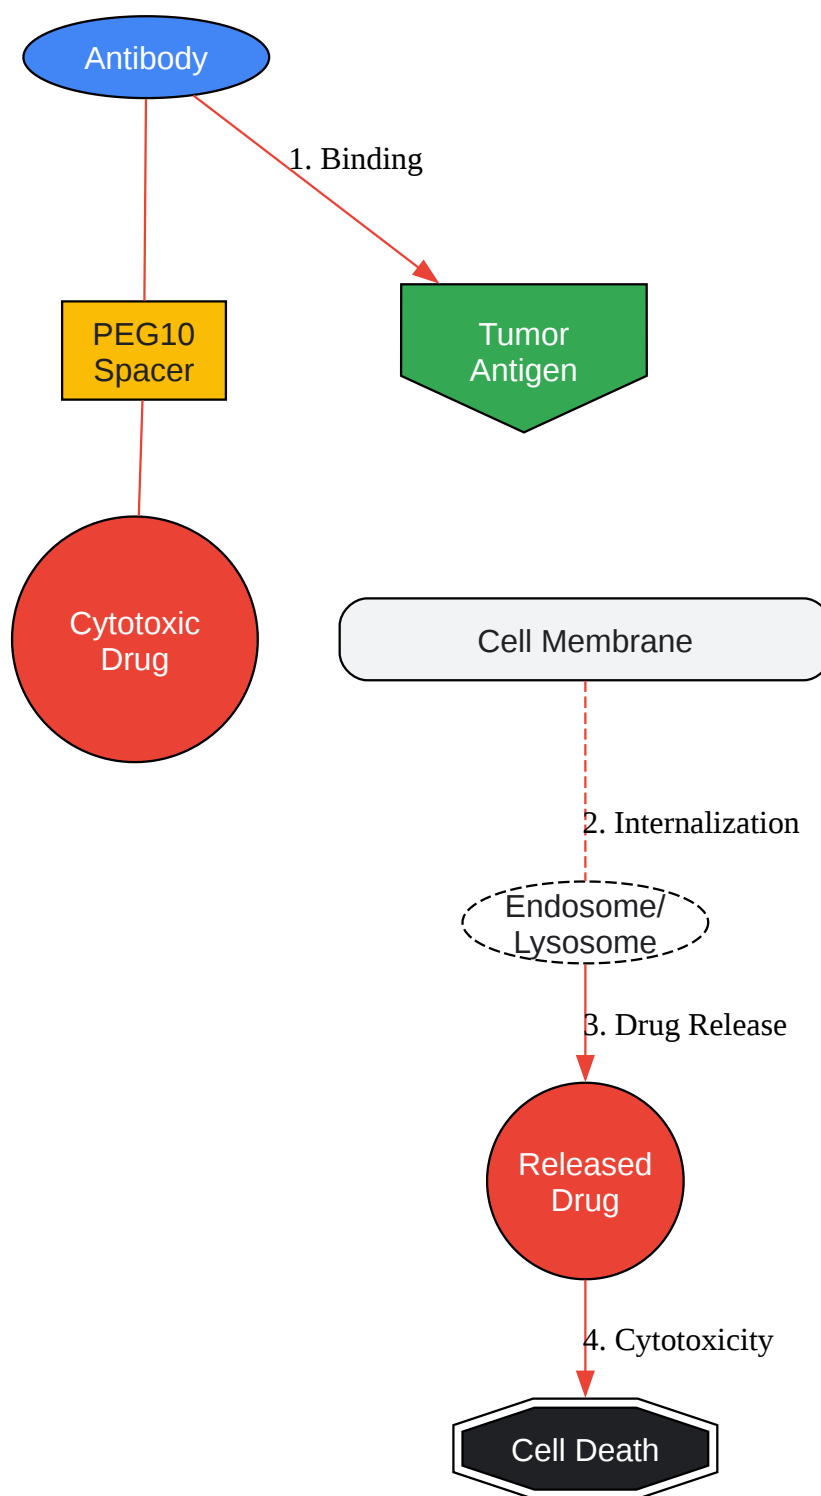 Antibody
1. Binding
PEG10
Spacer
Tumor
Antigen
Cytotoxic
Drug
Cell Membrane
2. Internalization
Endosome/
Lysosome
3. Drug Release
Released
Drug
4. Cytotoxicity
Cell Death